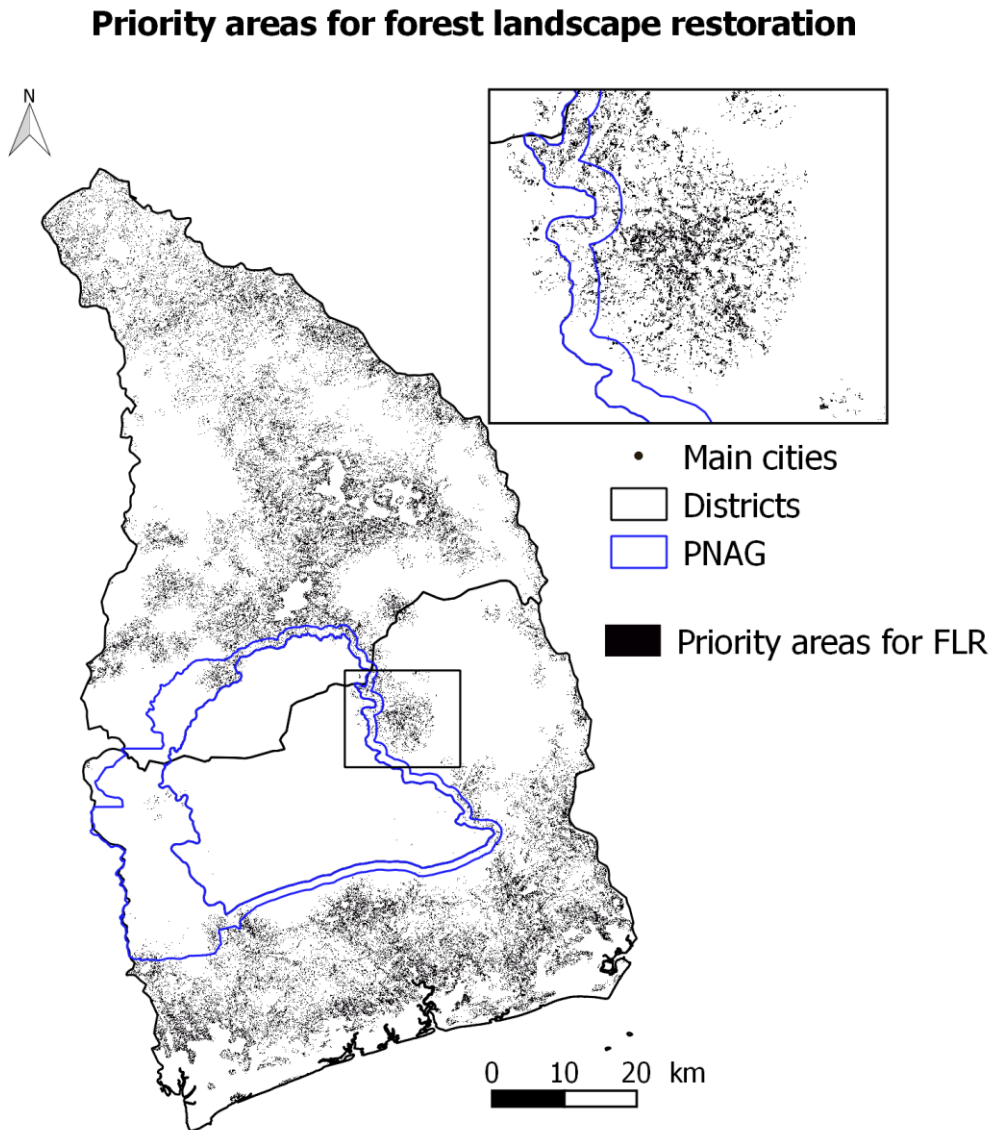 Priority areas for forest landscape restoration
N
Main cities
Districts
PNAG
Priority areas for FLR
0 10 20 km